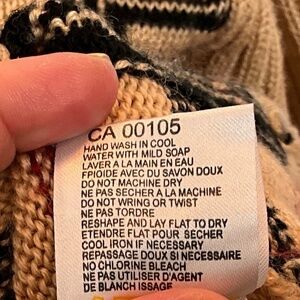 CA 00105
HAND WASH IN COOL
WATER WITH MILD SOAP
LAVER A LA MAIN EN EAU
FPIOIDE AVEC DU SAVON DOUX
DO NOT MACHINE DRY
NE PAS SECHER A LA MACHINE
DO NOT WRING OR TWIST
NE PAS TORDRE
RESHAPE AND LAY FLAT TO DRY
ETENDRE FLAT POUR SECHER
COOL IRON IF NECESSARY
REPASSAGE DOUX SI NECESSAIRE
NO CHLORINE BLEACH
NE PAS UTILISER D'AGENT
DE BLANCH ISSAGE